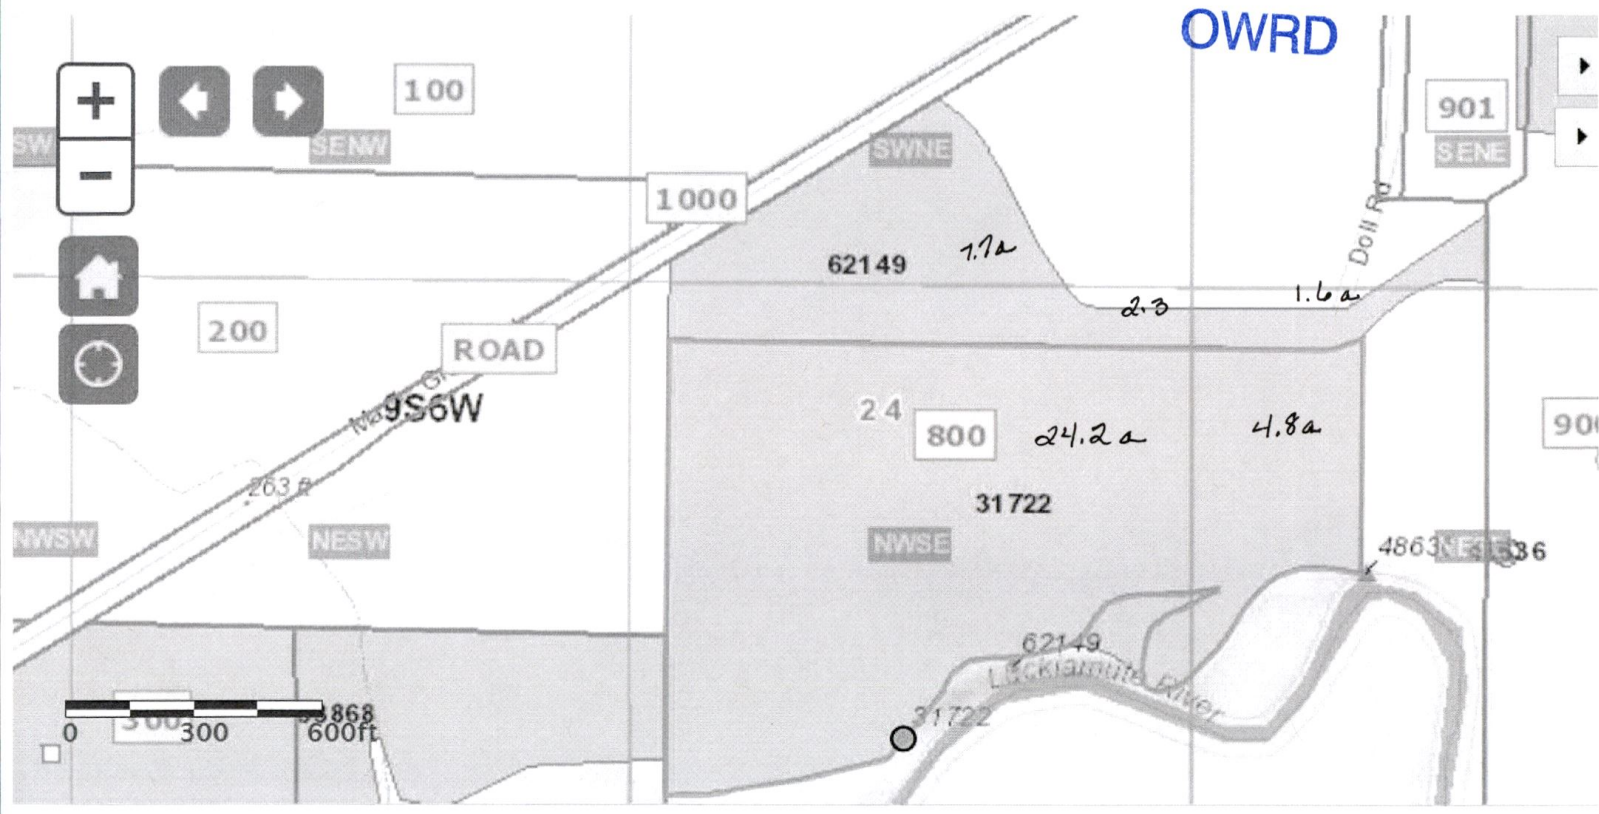 OWRD
100
901
SW
SENW
SWNE
SENE
1000
Doll Rd
62149
7.7a
2.3
1.6a
200
ROAD
9S6W
24
800
24.2a
4.8a
263 ft
31722
NWSW
NESW
NWSE
4863
62149
Luckiamute River
31722
300
0
300
600ft